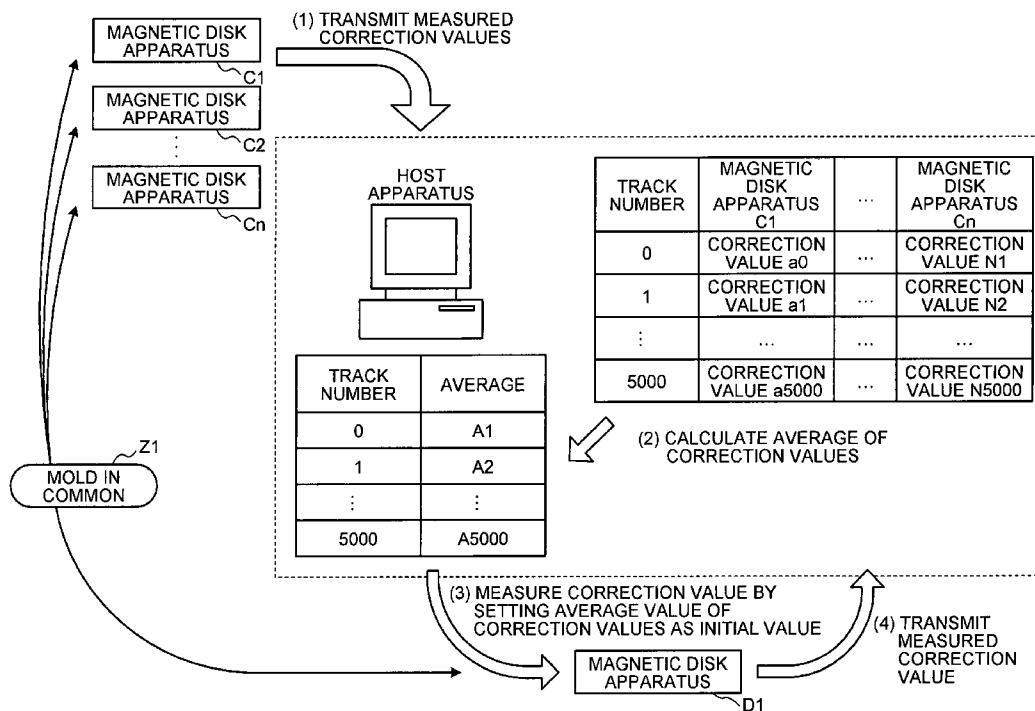 MAGNETIC DISK
APPARATUS
C1
MAGNETIC DISK
APPARATUS
C2
⋮
MAGNETIC DISK
APPARATUS
Cn
(1) TRANSMIT MEASURED
CORRECTION VALUES
HOST
APPARATUS
TRACK
NUMBER
MAGNETIC
DISK
APPARATUS
C1
...
MAGNETIC
DISK
APPARATUS
Cn
0
CORRECTION
VALUE a0
...
CORRECTION
VALUE N1
1
CORRECTION
VALUE a1
...
CORRECTION
VALUE N2
⋮
...
...
...
5000
CORRECTION
VALUE a5000
...
CORRECTION
VALUE N5000
TRACK
NUMBER
AVERAGE
0
A1
1
A2
⋮
⋮
5000
A5000
(2) CALCULATE AVERAGE OF
CORRECTION VALUES
Z1
MOLD IN
COMMON
(3) MEASURE CORRECTION VALUE BY
SETTING AVERAGE VALUE OF
CORRECTION VALUES AS INITIAL VALUE
MAGNETIC DISK
APPARATUS
D1
(4) TRANSMIT
MEASURED
CORRECTION
VALUE